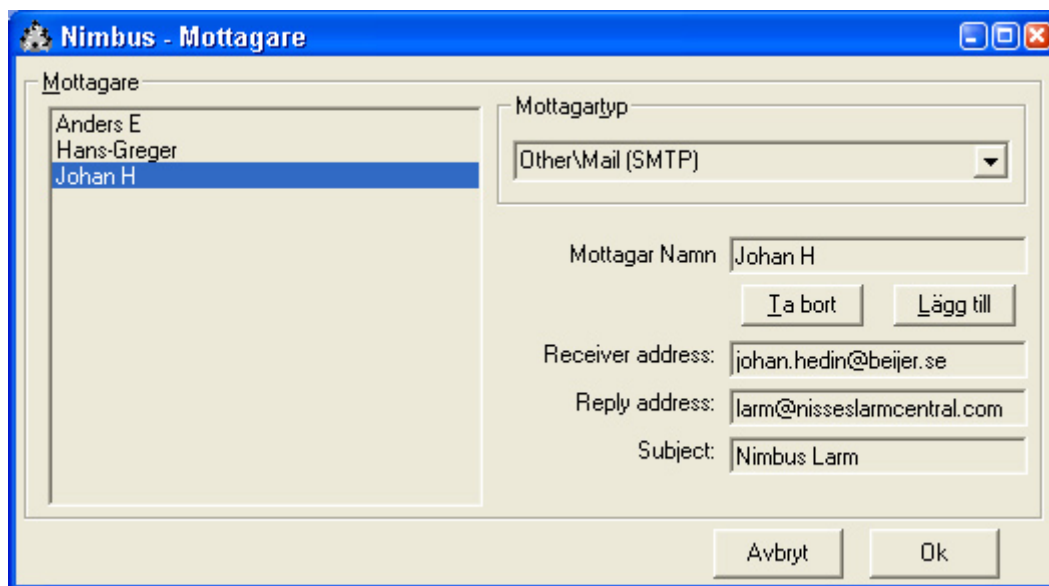 Nimbus - Mottagare
Mottagare
Anders E
Hans-Greger
Johan H
Mottagartyp
Other\Mail (SMTP)
Mottagar Namn Johan H
Ta bort Lägg till
Receiver address: johan.hedin@beijer.se
Reply address: larm@nisseslarmcentral.com
Subject: Nimbus Larm
Avbryt Ok